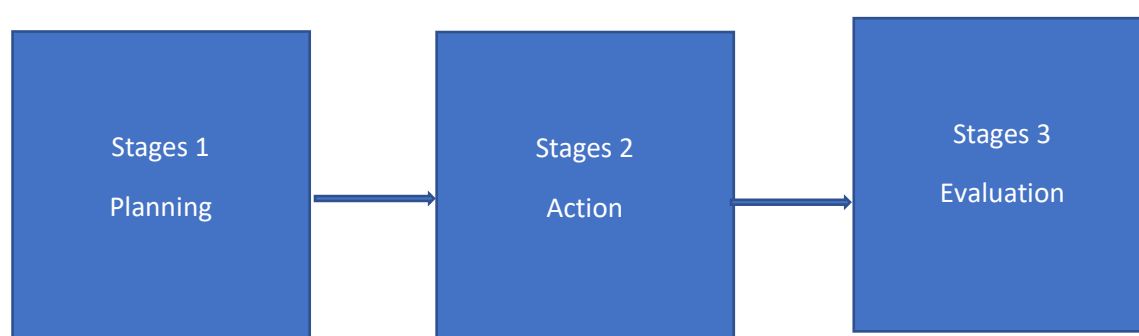 Stages 1
Planning
Stages 2
Action
Stages 3
Evaluation